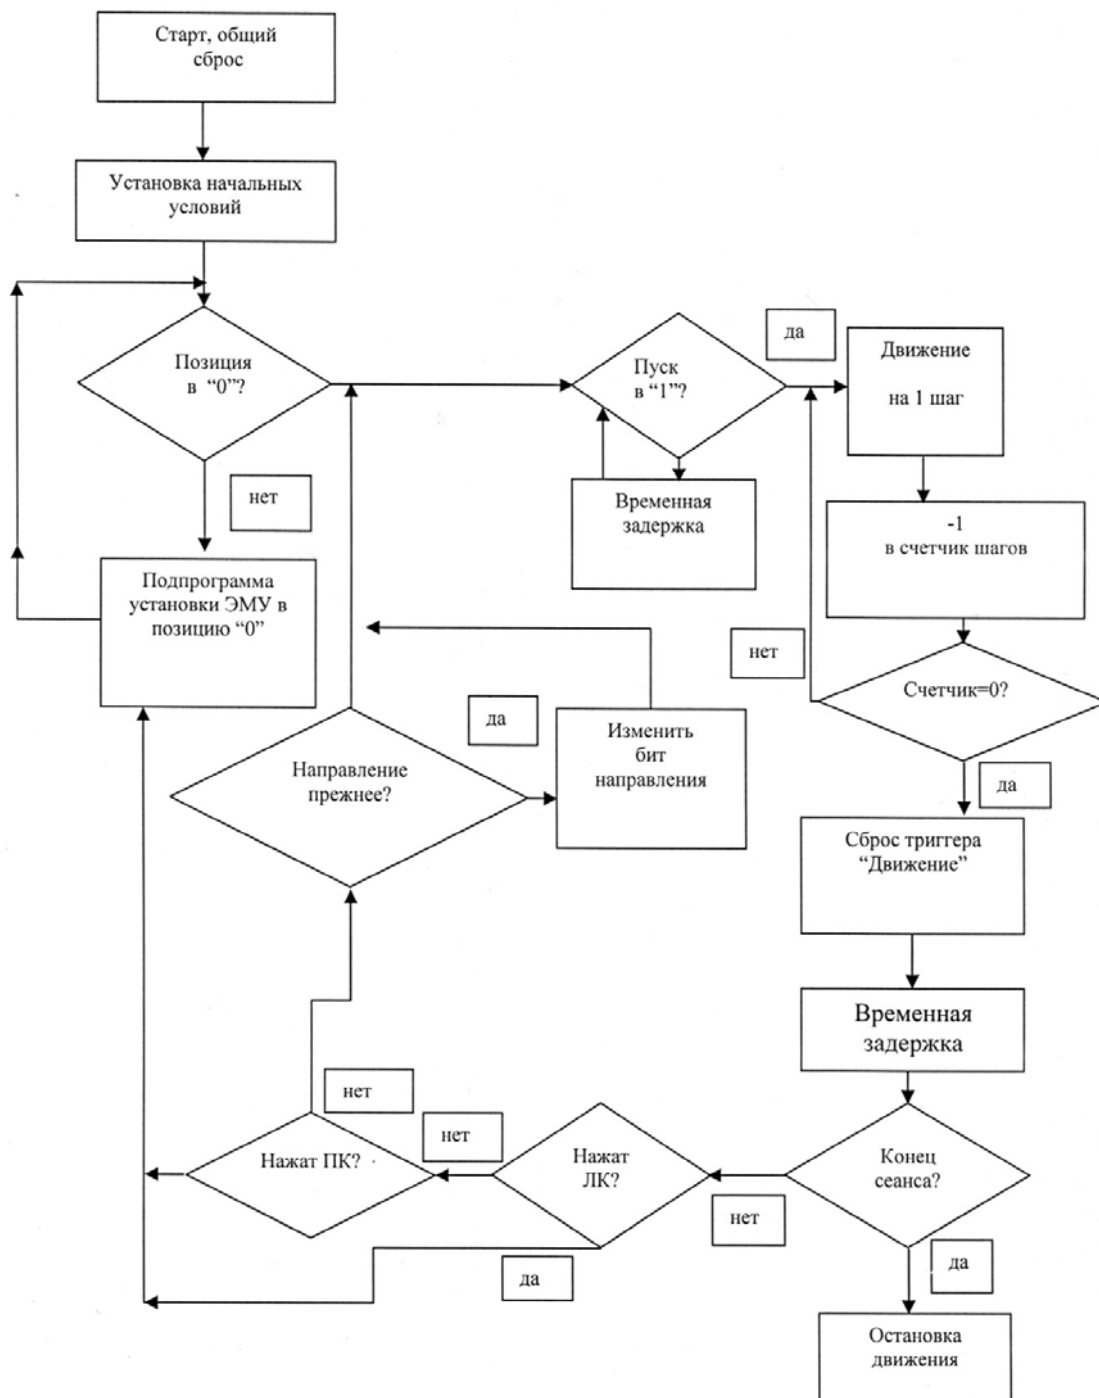 Старт, общий
сброс
Установка начальных
условий
Позиция
в “0”?
нет
Подпрограмма
установки ЭМУ в
позицию “0”
Пуск
в “1”?
да
Временная
задержка
Движение
на 1 шаг
-1
в счетчик шагов
нет
Счетчик=0?
да
Направление
прежнее?
да
Изменить
бит
направления
Сброс триггера
“Движение”
Временная
задержка
Конец
сеанса?
нет
да
Нажат
ЛК?
нет
да
Нажат ПК?
нет
Остановка
движения